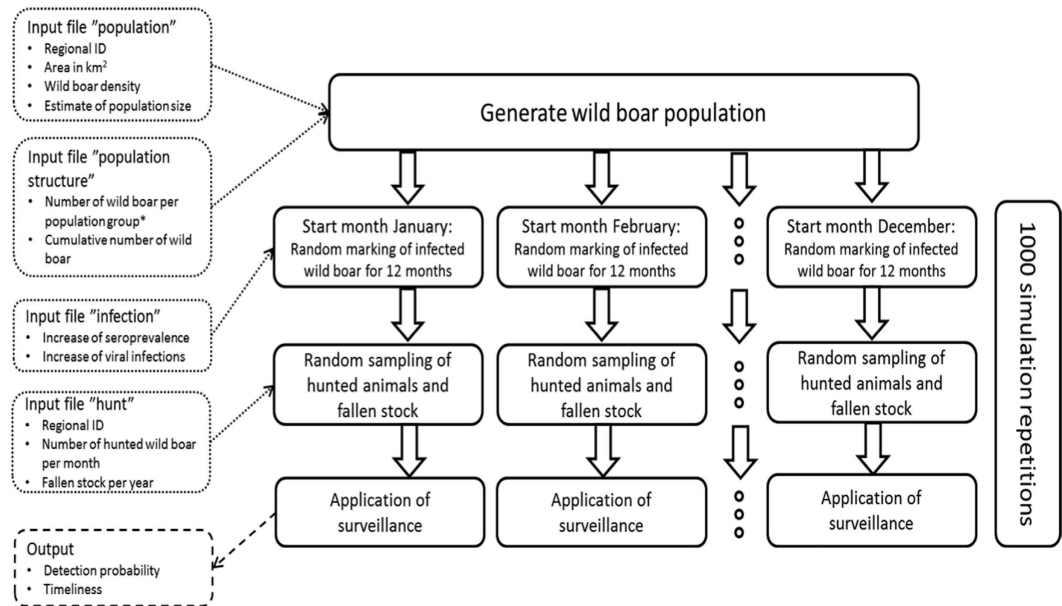 Input file "population"
• Regional ID
• Area in km²
• Wild boar density
• Estimate of population size
Input file "population
structure"
• Number of wild boar per
population group*
• Cumulative number of wild
boar
Input file "infection"
• Increase of seroprevalence
• Increase of viral infections
Input file "hunt"
• Regional ID
• Number of hunted wild boar
per month
• Fallen stock per year
Output
• Detection probability
• Timeliness
Generate wild boar population
Start month January:
Random marking of infected
wild boar for 12 months
Start month February:
Random marking of infected
wild boar for 12 months
Start month December:
Random marking of infected
wild boar for 12 months
Random sampling of
hunted animals and
fallen stock
Random sampling of
hunted animals and
fallen stock
Random sampling of
hunted animals and
fallen stock
Application of
surveillance
Application of
surveillance
Application of
surveillance
1000 simulation repetitions